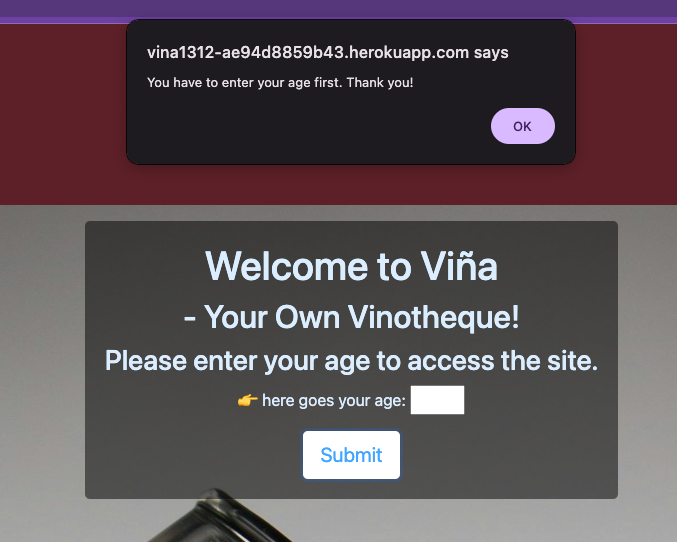 vina1312-ae94d8859b43.herokuapp.com says
You have to enter your age first. Thank you!
OK
Welcome to Viña
- Your Own Vinotheque!
Please enter your age to access the site.
👉 here goes your age:
Submit